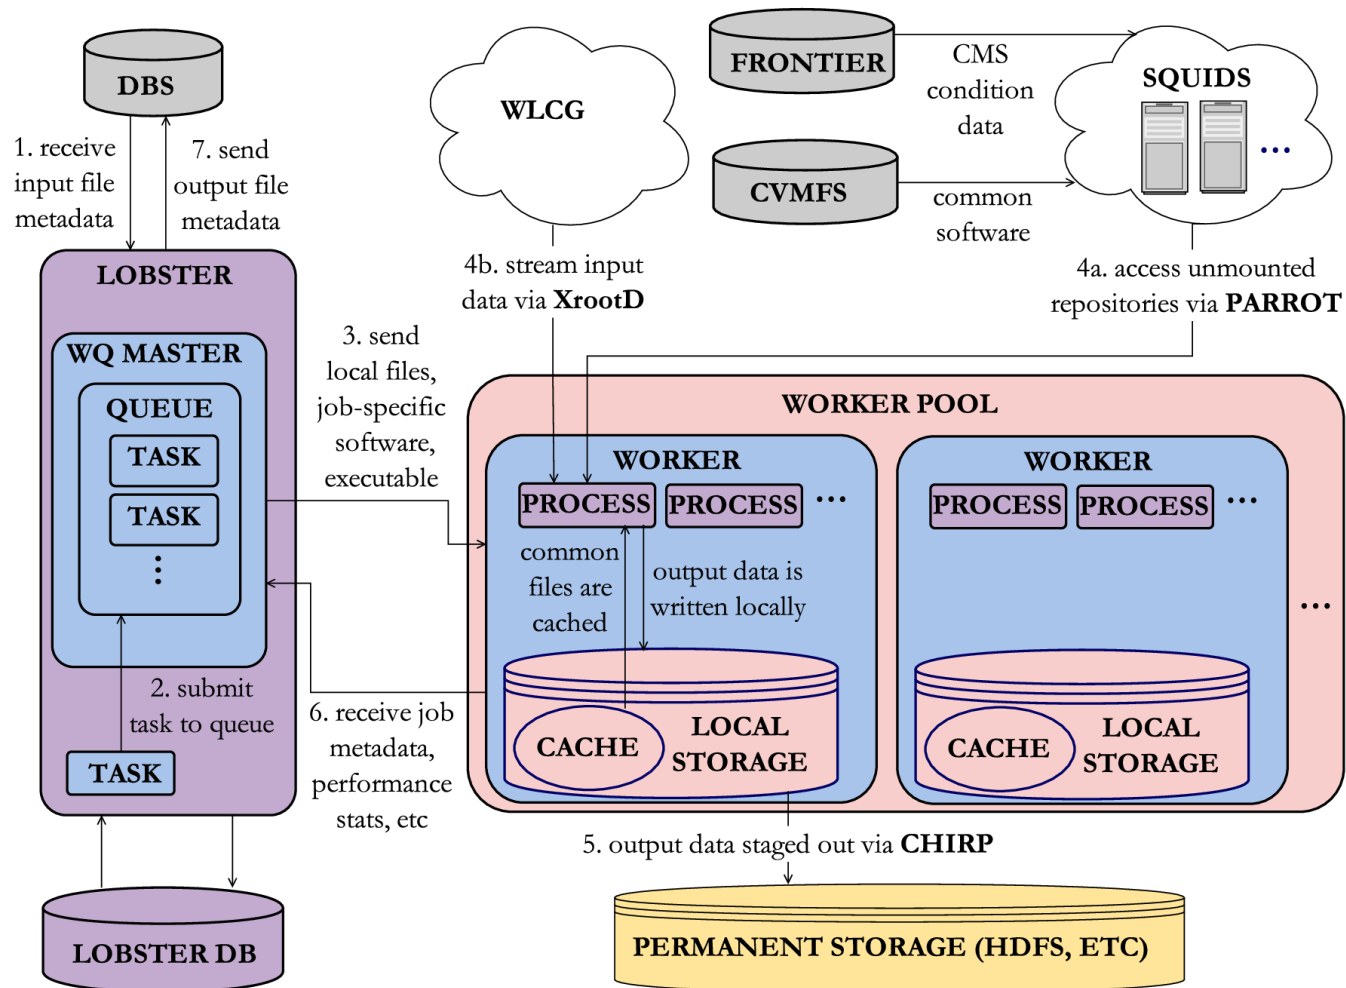 DBS
1. receive
input file
metadata
7. send
output file
metadata
WLCG
FRONTIER
CMS
condition
data
SQUIDS
...
CVMFS
common
software
4b. stream input
data via XrootD
4a. access unmounted
repositories via PARROT
LOBSTER
WQ MASTER
QUEUE
TASK
TASK
...
2. submit
task to queue
TASK
LOBSTER DB
3. send
local files,
job-specific
software,
executable
6. receive job
metadata,
performance
stats, etc
WORKER POOL
WORKER
PROCESS
PROCESS
...
common
files are
cached
output data is
written locally
CACHE
LOCAL
STORAGE
WORKER
PROCESS
PROCESS
...
CACHE
LOCAL
STORAGE
...
5. output data staged out via CHIRP
PERMANENT STORAGE (HDFS, ETC)